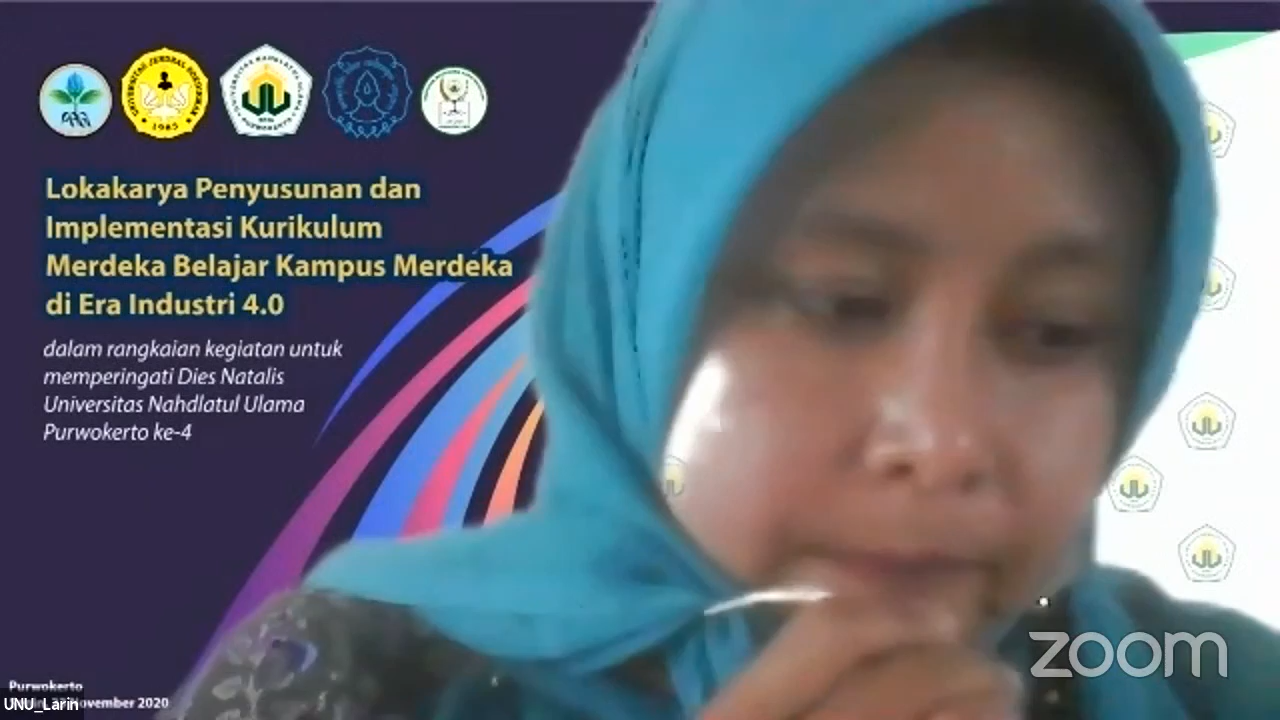 Lokakarya Penyusunan dan
Implementasi Kurikulum
Merdeka Belajar Kampus Merdeka
di Era Industri 4.0
dalam rangkaian kegiatan untuk
memperingati Dies Natalis
Universitas Nahdlatul Ulama
Purwokerto ke-4
zoom
Purwokerto
November 2020
UNU_Larin